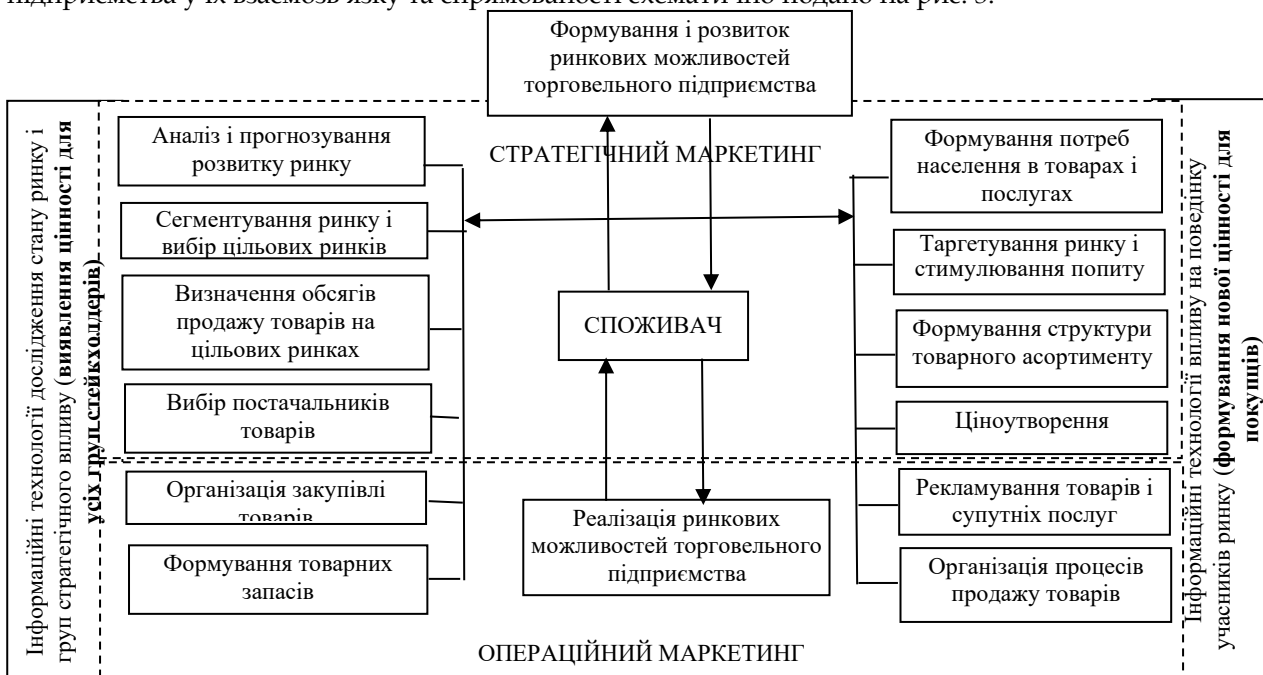 підприємства у їх взаємозв'язку та спрямованості схематично подано на рис. 3.
Формування і розвиток
ринкових можливостей
торговельного підприємства
Інформаційні технології дослідження стану ринку і
груп стратегічного впливу (виявлення цінності для
усіх груп стейкхолдерів)
Аналіз і прогнозування
розвитку ринку
Сегментування ринку і
вибір цільових ринків
Визначення обсягів
продажу товарів на
цільових ринках
Вибір постачальників
товарів
Організація закупівлі
товарів
Формування товарних
запасів
СТРАТЕГІЧНИЙ МАРКЕТИНГ
СПОЖИВАЧ
Реалізація ринкових
можливостей торговельного
підприємства
ОПЕРАЦІЙНИЙ МАРКЕТИНГ
Формування потреб
населення в товарах і
послугах
Таргетування ринку і
стимулювання попиту
Формування структури
товарного асортименту
Ціноутворення
Рекламування товарів і
супутніх послуг
Організація процесів
продажу товарів
Інформаційні технології впливу на поведінку
учасників ринку (формування нової цінності для
покупців)